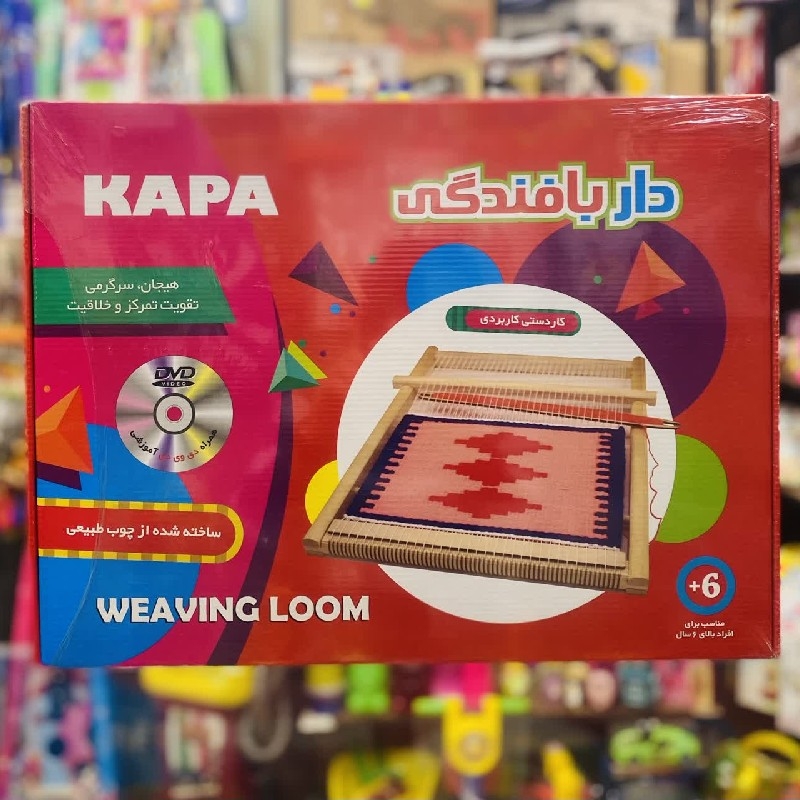 KAPA
دار بافندگی
هیجان، سرگرمی
تقویت تمرکز و خلاقیت
کاردستی کاربردی
DVD
VIDEO
همراه دی وی دی آموزشی
ساخته شده از چوب طبیعی
WEAVING LOOM
+6
مناسب برای
افراد بالای ۶ سال